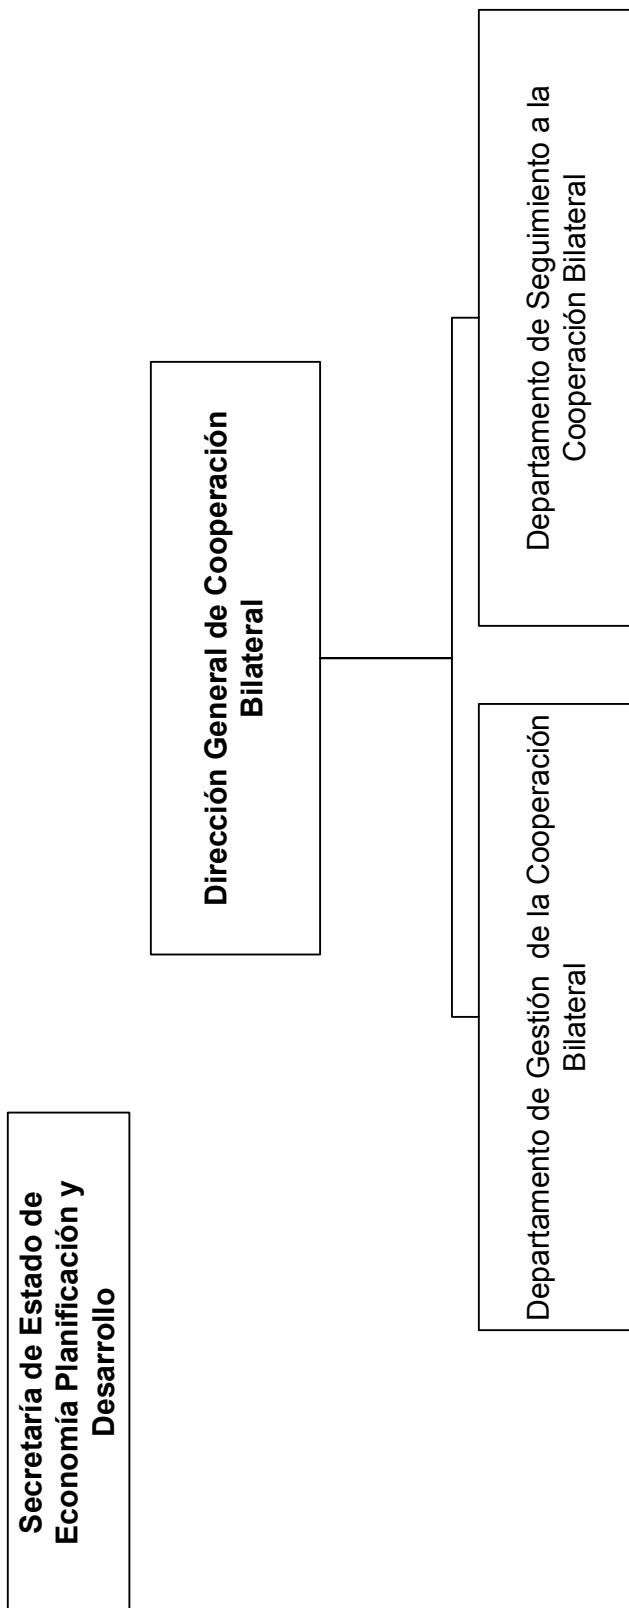 Secretaría de Estado de
Economía Planificación y
Desarrollo
Dirección General de Cooperación
Bilateral
Departamento de Gestión de la Cooperación
Bilateral
Departamento de Seguimiento a la
Cooperación Bilateral